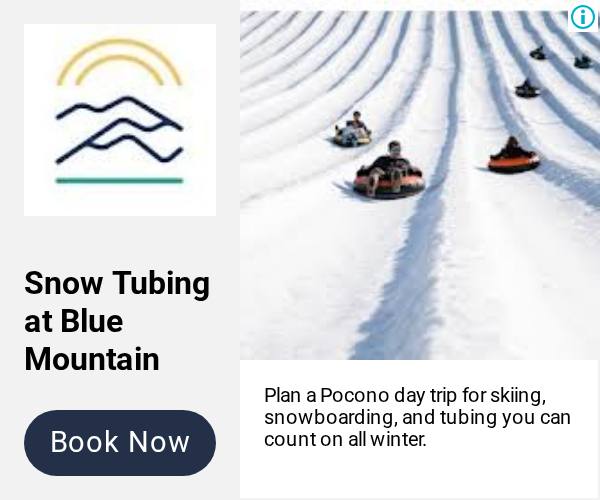 Snow Tubing
at Blue
Mountain
Book Now
Plan a Pocono day trip for skiing,
snowboarding, and tubing you can
count on all winter.